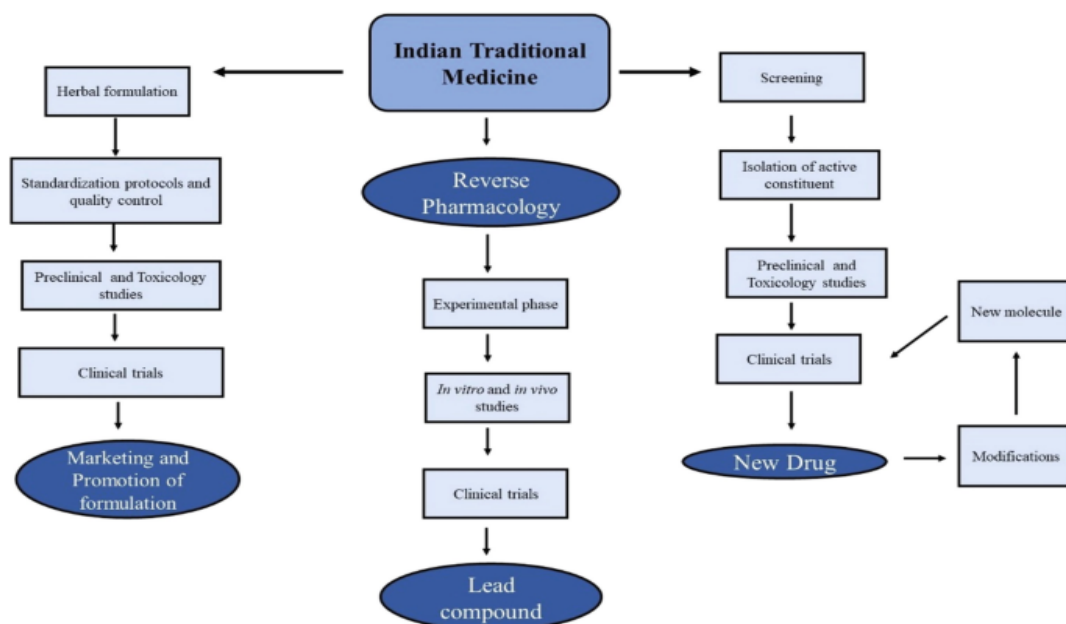 Indian Traditional
Medicine
Herbal formulation
Standardization protocols and
quality control
Preclinical and Toxicology
studies
Clinical trials
Marketing and
Promotion of
formulation
Reverse
Pharmacology
Experimental phase
In vitro and in vivo
studies
Clinical trials
Lead
compound
Screening
Isolation of active
constituent
Preclinical and
Toxicology studies
Clinical trials
New Drug
Modifications
New molecule